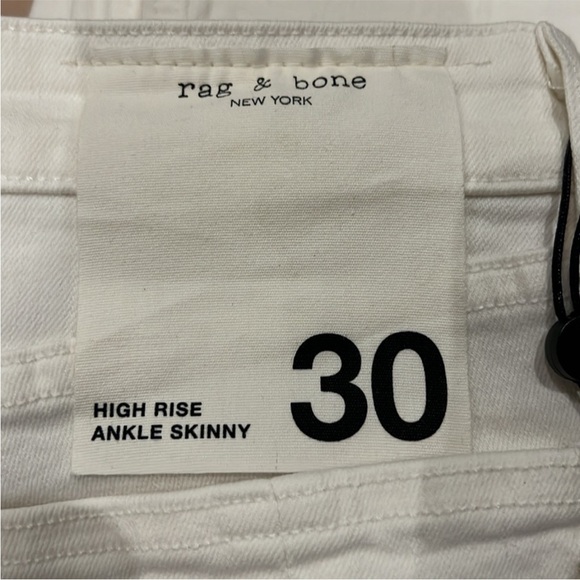 rag & bone
NEW YORK
HIGH RISE
ANKLE SKINNY
30